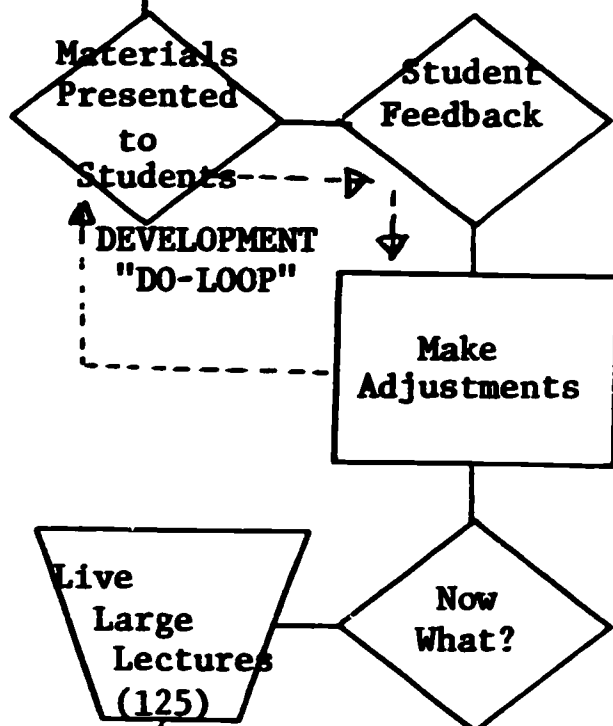 Materials
Presented
to
Students
Student
Feedback
DEVELOPMENT
"DO-LOOP"
Make
Adjustments
Now
What?
Live
Large
Lectures
(125)